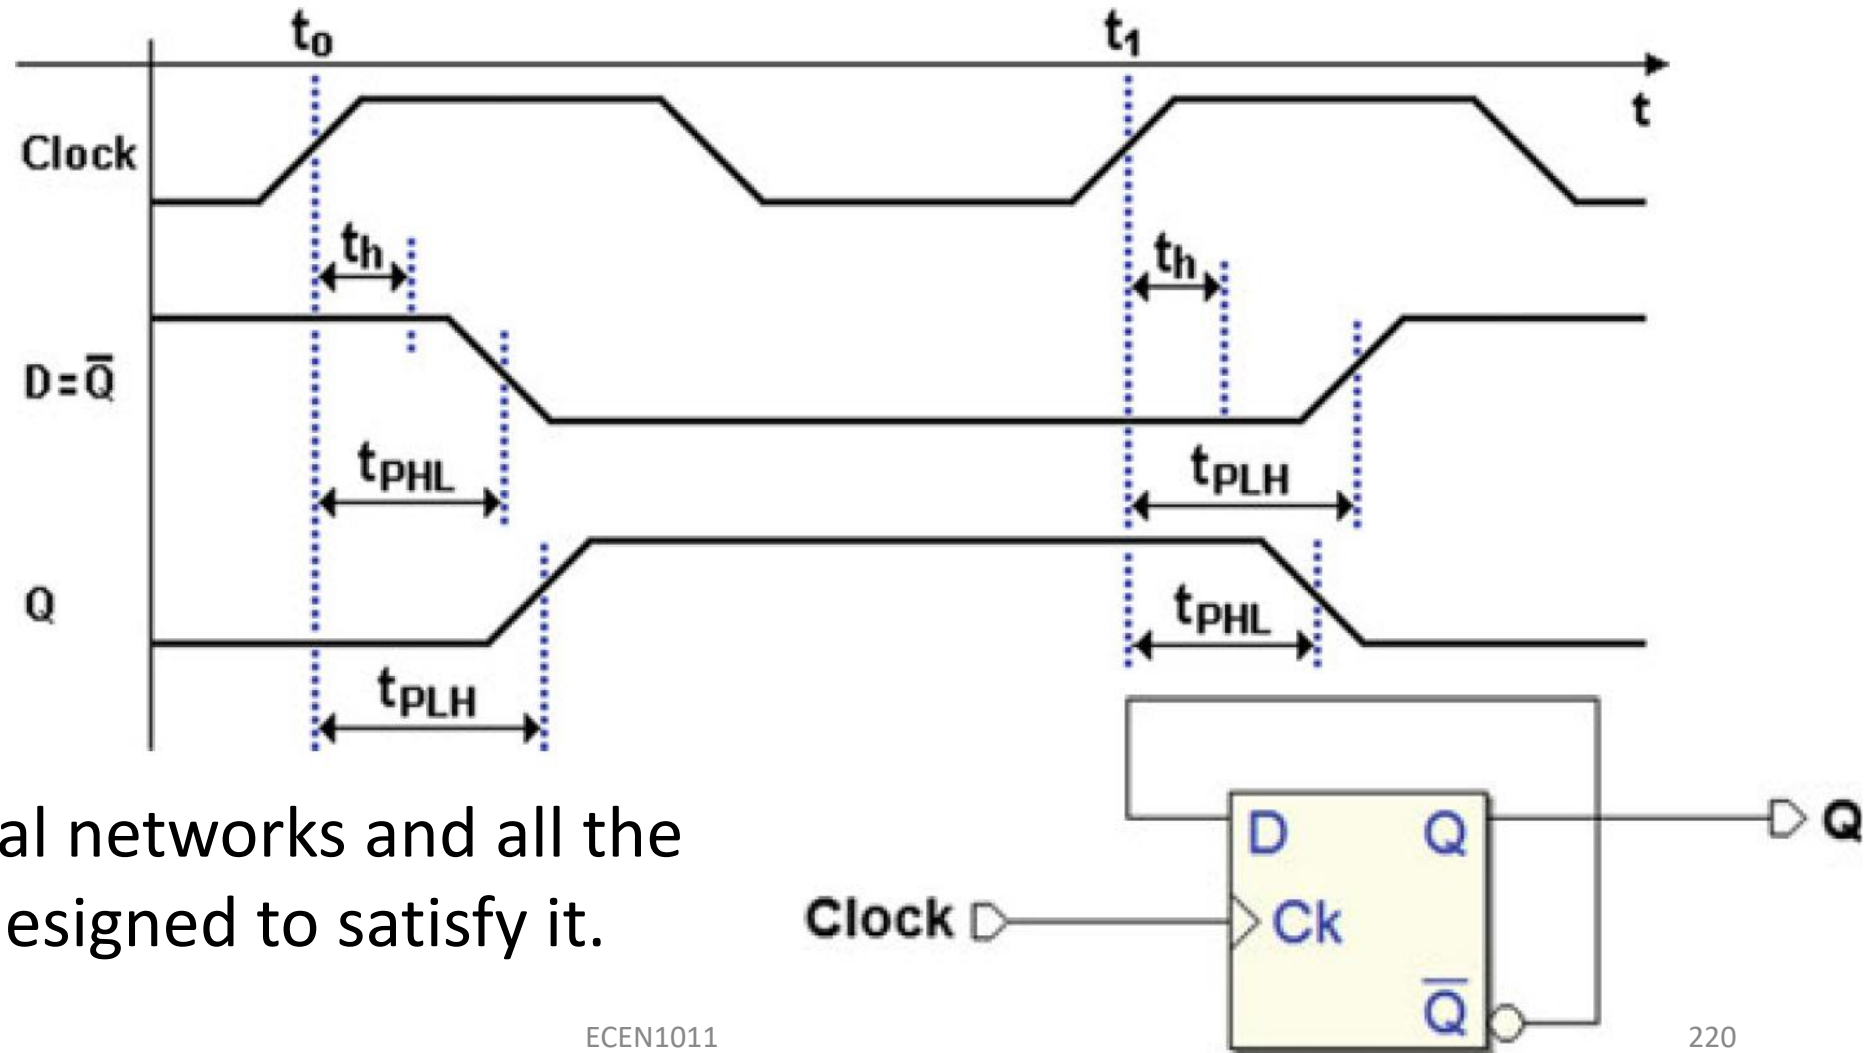 t0 t1
t
Clock
th th
D=Q̅
tPHL tPLH
Q
tPHL
tPLH
al networks and all the
esigned to satisfy it.
D Q Q
Clock Ck
Q̅
ECEN1011 220